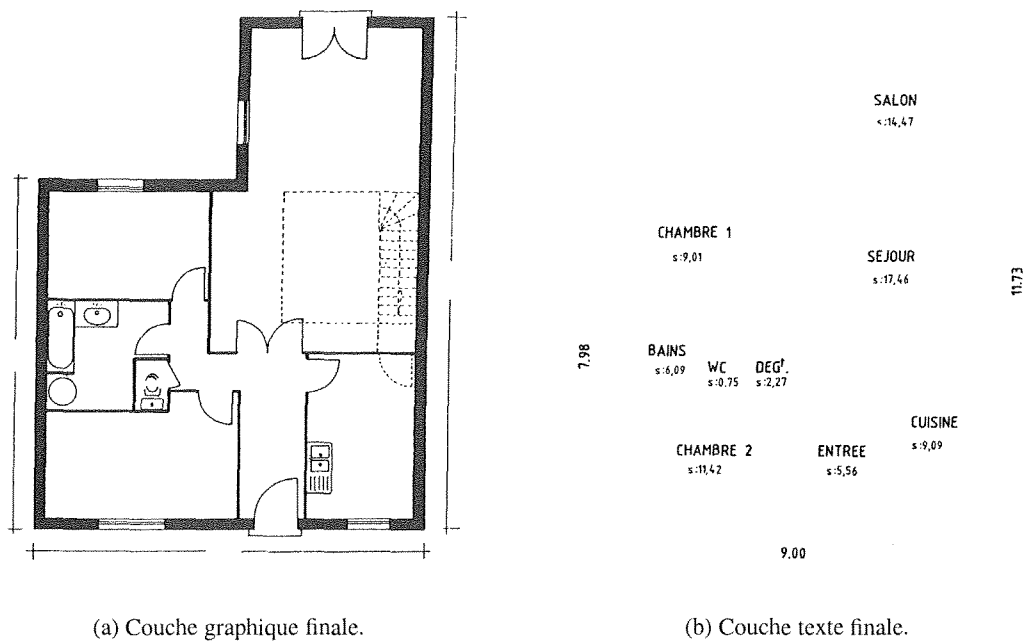 SALON
s:14,47
CHAMBRE 1
s:9,01
SEJOUR
s:17,46
11.73
7.98
BAINS
s:6,09
WC
s:0.75
DEGt.
s:2,27
CUISINE
s:9,09
CHAMBRE 2
s:11,42
ENTREE
s:5,56
9.00
(a) Couche graphique finale.
(b) Couche texte finale.